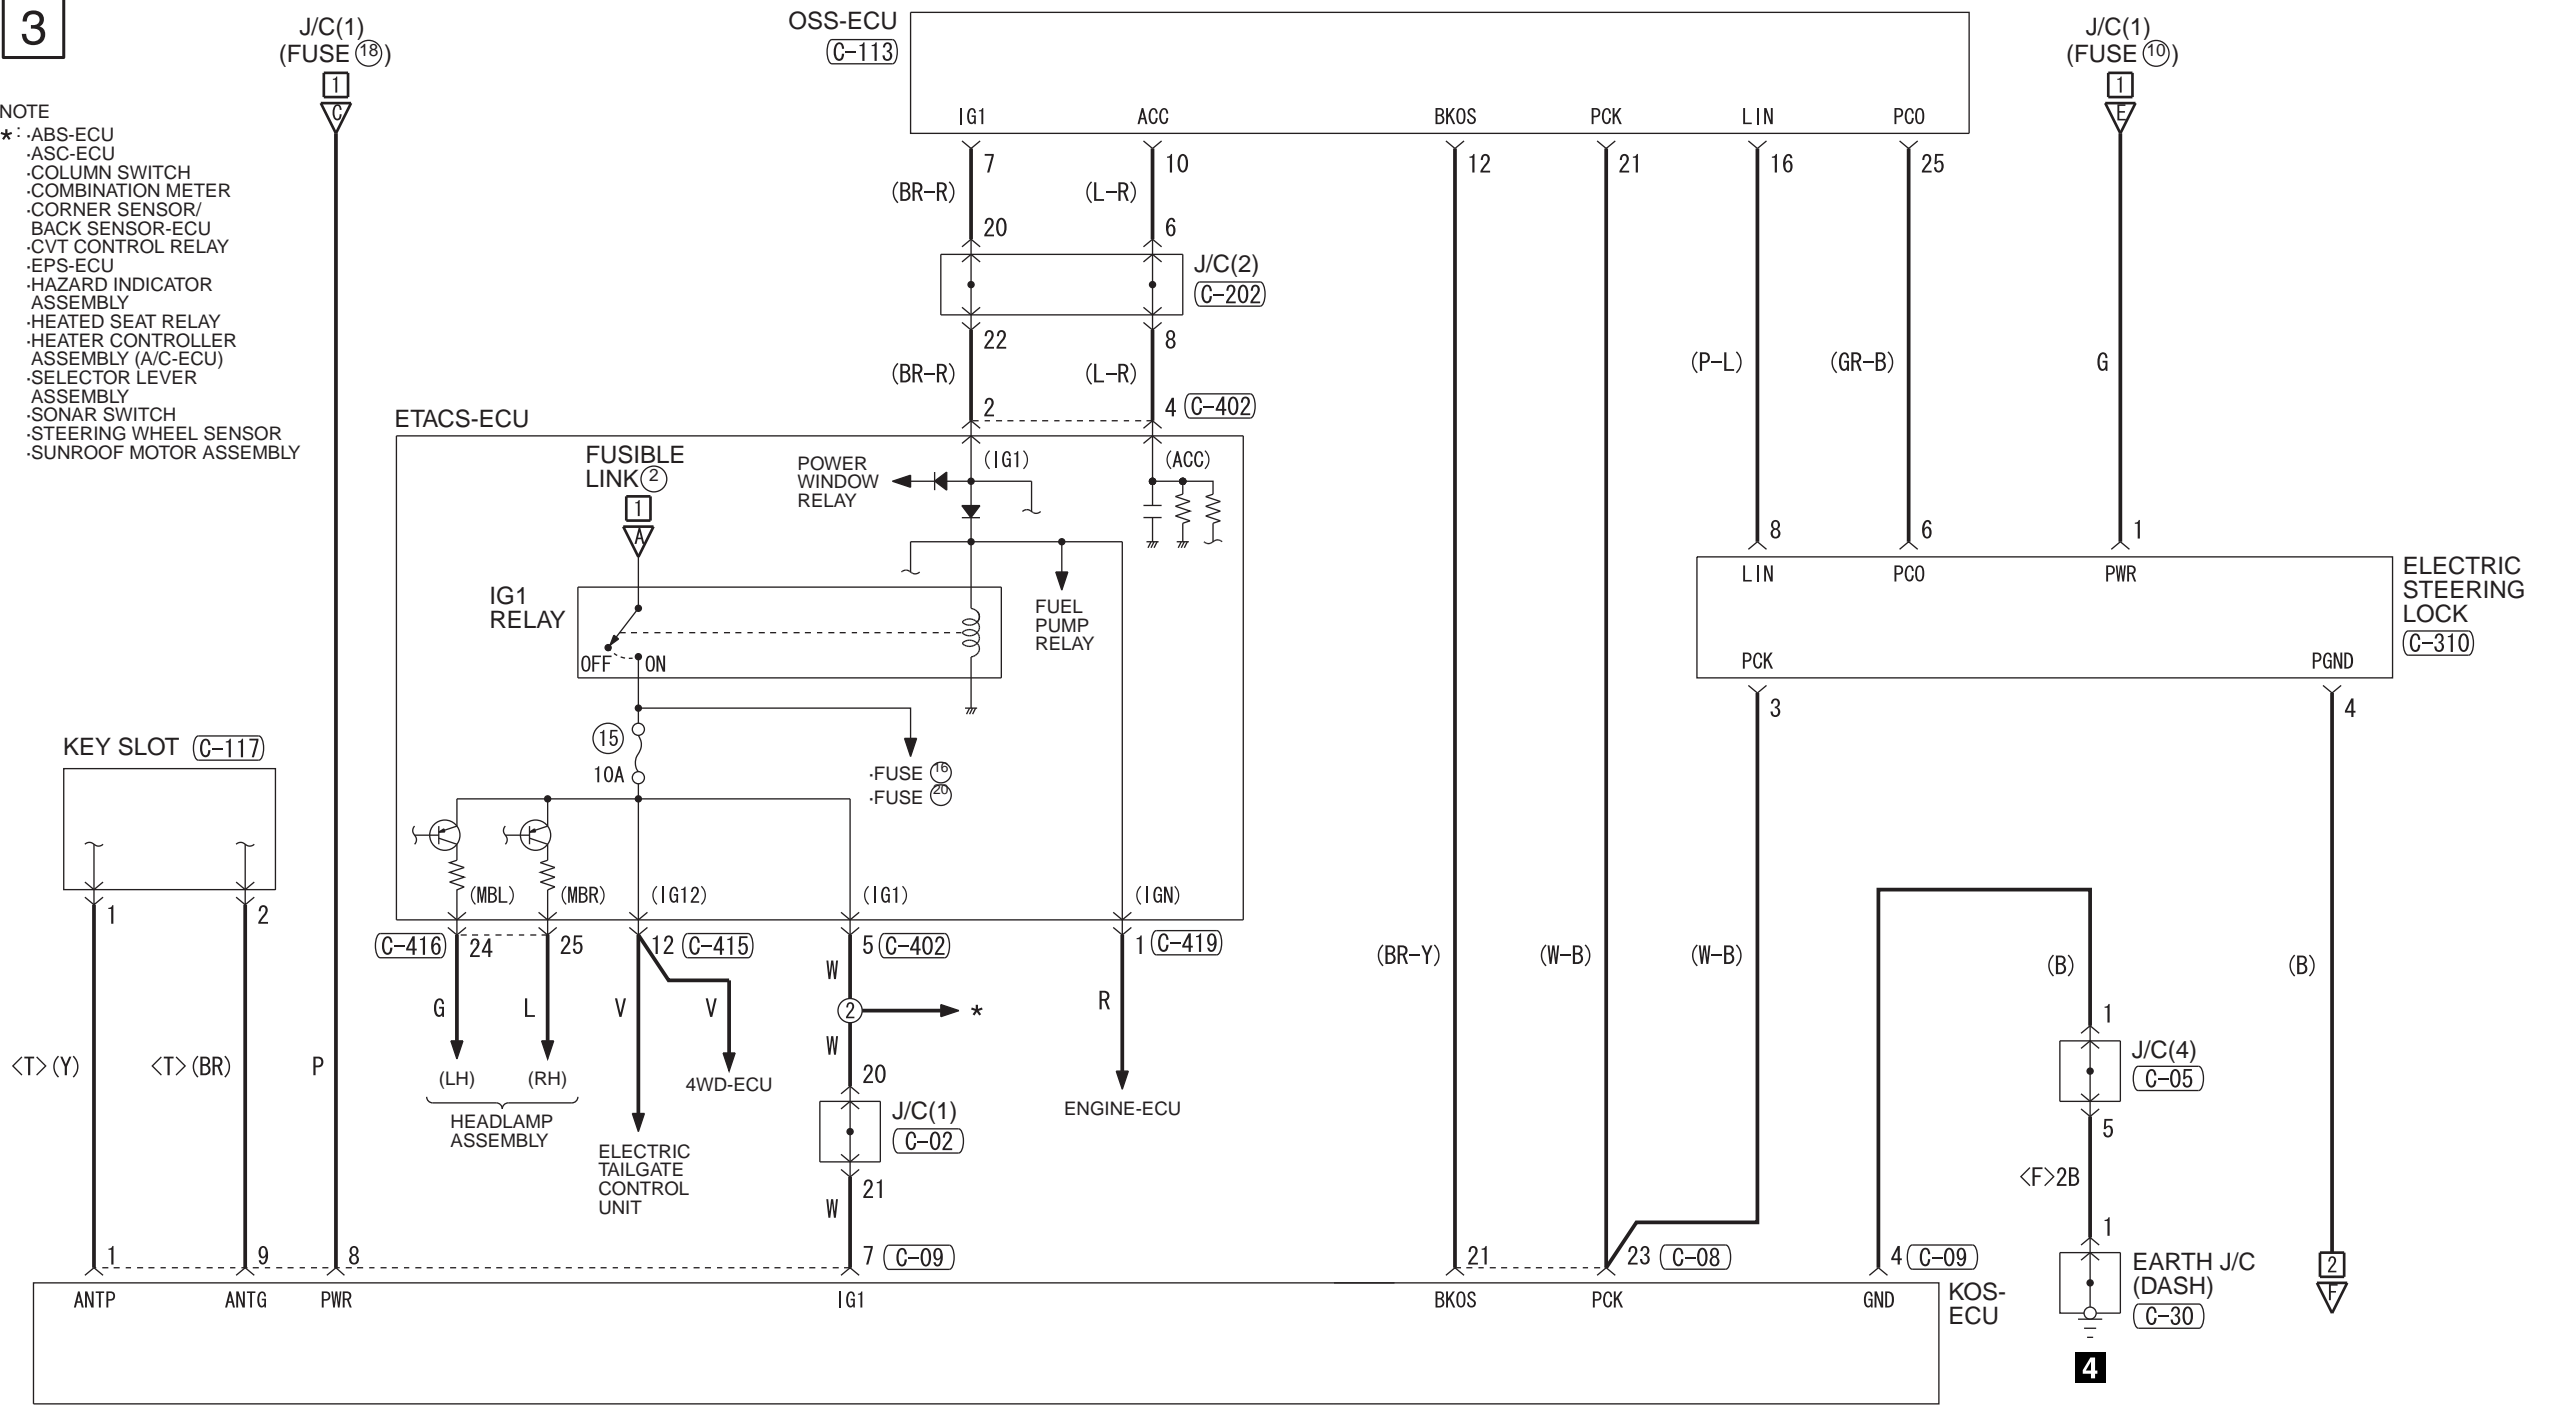 3
J/C(1)
(FUSE 18)
1
C
NOTE
*: ·ABS-ECU
·ASC-ECU
·COLUMN SWITCH
·COMBINATION METER
·CORNER SENSOR/
BACK SENSOR-ECU
·CVT CONTROL RELAY
·EPS-ECU
·HAZARD INDICATOR
ASSEMBLY
·HEATED SEAT RELAY
·HEATER CONTROLLER
ASSEMBLY (A/C-ECU)
·SELECTOR LEVER
ASSEMBLY
·SONAR SWITCH
·STEERING WHEEL SENSOR
·SUNROOF MOTOR ASSEMBLY
OSS-ECU
C-113
IG1 ACC BKOS PCK LIN PCO
7 10 12 21 16 25
J/C(1)
(FUSE 10)
1
E
(BR-R) (L-R)
20 6
J/C(2)
C-202
22 8
(BR-R) (L-R)
2 4 C-402
(P-L) (GR-B) G
ETACS-ECU
FUSIBLE
LINK 2
1
A
POWER
WINDOW
RELAY
(IG1) (ACC)
IG1
RELAY
OFF ON
FUEL
PUMP
RELAY
8 6 1
LIN PCO PWR
ELECTRIC
STEERING
LOCK
C-310
PCK PGND
3 4
15
10A
·FUSE 16
·FUSE 20
KEY SLOT C-117
1 2
(MBL) (MBR) (IG12) (IG1) (IGN)
C-416 24 25 12 C-415 5 C-402 1 C-419
G L V V W R
2 *
W
(BR-Y) (W-B) (W-B) (B) (B)
<T>(Y) <T>(BR) P
(LH) (RH)
HEADLAMP
ASSEMBLY
4WD-ECU
ELECTRIC
TAILGATE
CONTROL
UNIT
20
J/C(1)
C-02
21
W
ENGINE-ECU
1
J/C(4)
C-05
5
<F>2B
1
EARTH J/C
(DASH)
C-30
4
2
F
1 9 8 7 C-09 21 23 C-08 4 C-09
ANTP ANTG PWR IG1 BKOS PCK GND
KOS-
ECU